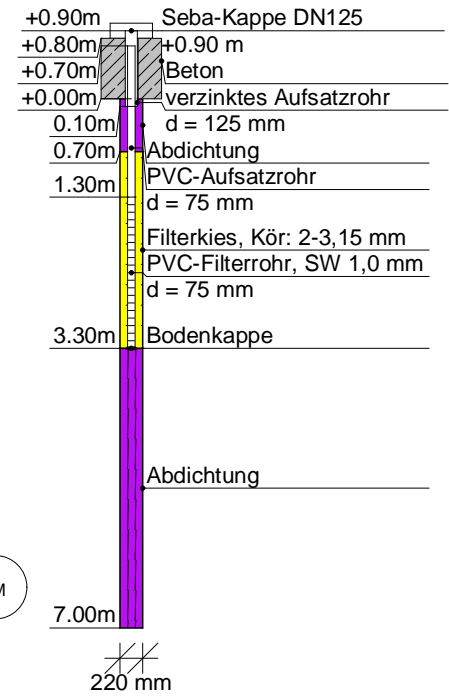 +0.90m Seba-Kappe DN125
+0.80m +0.90 m
+0.70m Beton
+0.00m verzinktes Aufsatzrohr
0.10m d = 125 mm
0.70m Abdichtung
PVC-Aufsatzrohr
1.30m d = 75 mm
Filterkies, Kör: 2-3,15 mm
PVC-Filterrohr, SW 1,0 mm
d = 75 mm
3.30m Bodenkappe
Abdichtung
M
7.00m
220 mm